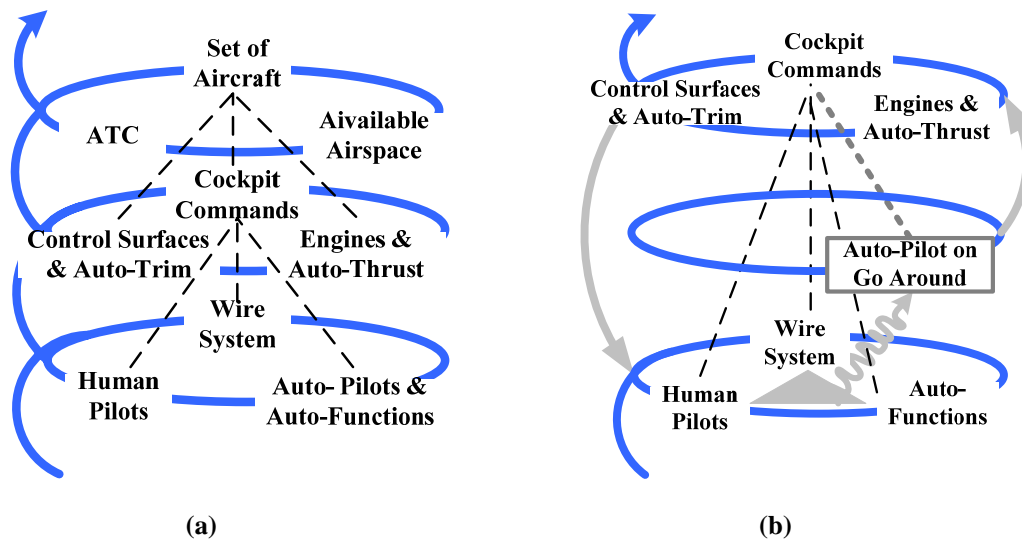 Set of
Aircraft
ATC
Aivailable
Airspace
Cockpit
Commands
Control Surfaces
& Auto-Trim
Engines &
Auto-Thrust
Wire
System
Human
Pilots
Auto- Pilots &
Auto-Functions
(a)
Cockpit
Commands
Control Surfaces
& Auto-Trim
Engines &
Auto-Thrust
Auto-Pilot on
Go Around
Wire
System
Human
Pilots
Auto-
Functions
(b)